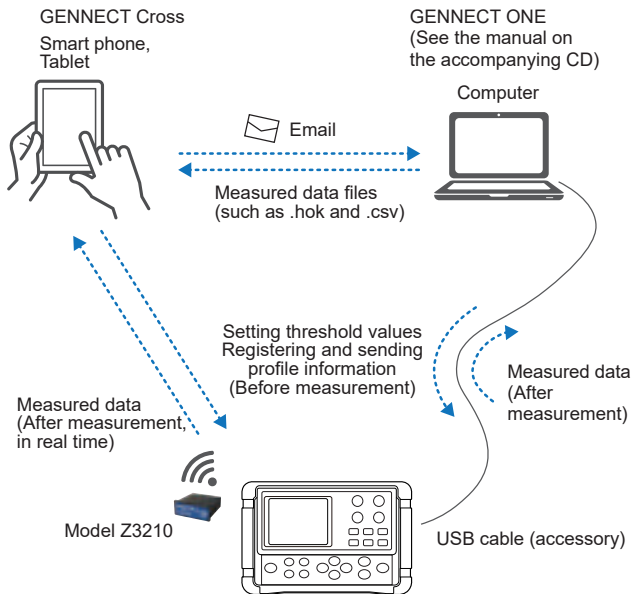 GENNECT Cross
Smart phone,
Tablet
GENNECT ONE
(See the manual on
the accompanying CD)
Computer
Email
Measured data files
(such as .hok and .csv)
Setting threshold values
Registering and sending
profile information
(Before measurement)
Measured data
(After
measurement)
Measured data
(After measurement,
in real time)
Model Z3210
USB cable (accessory)